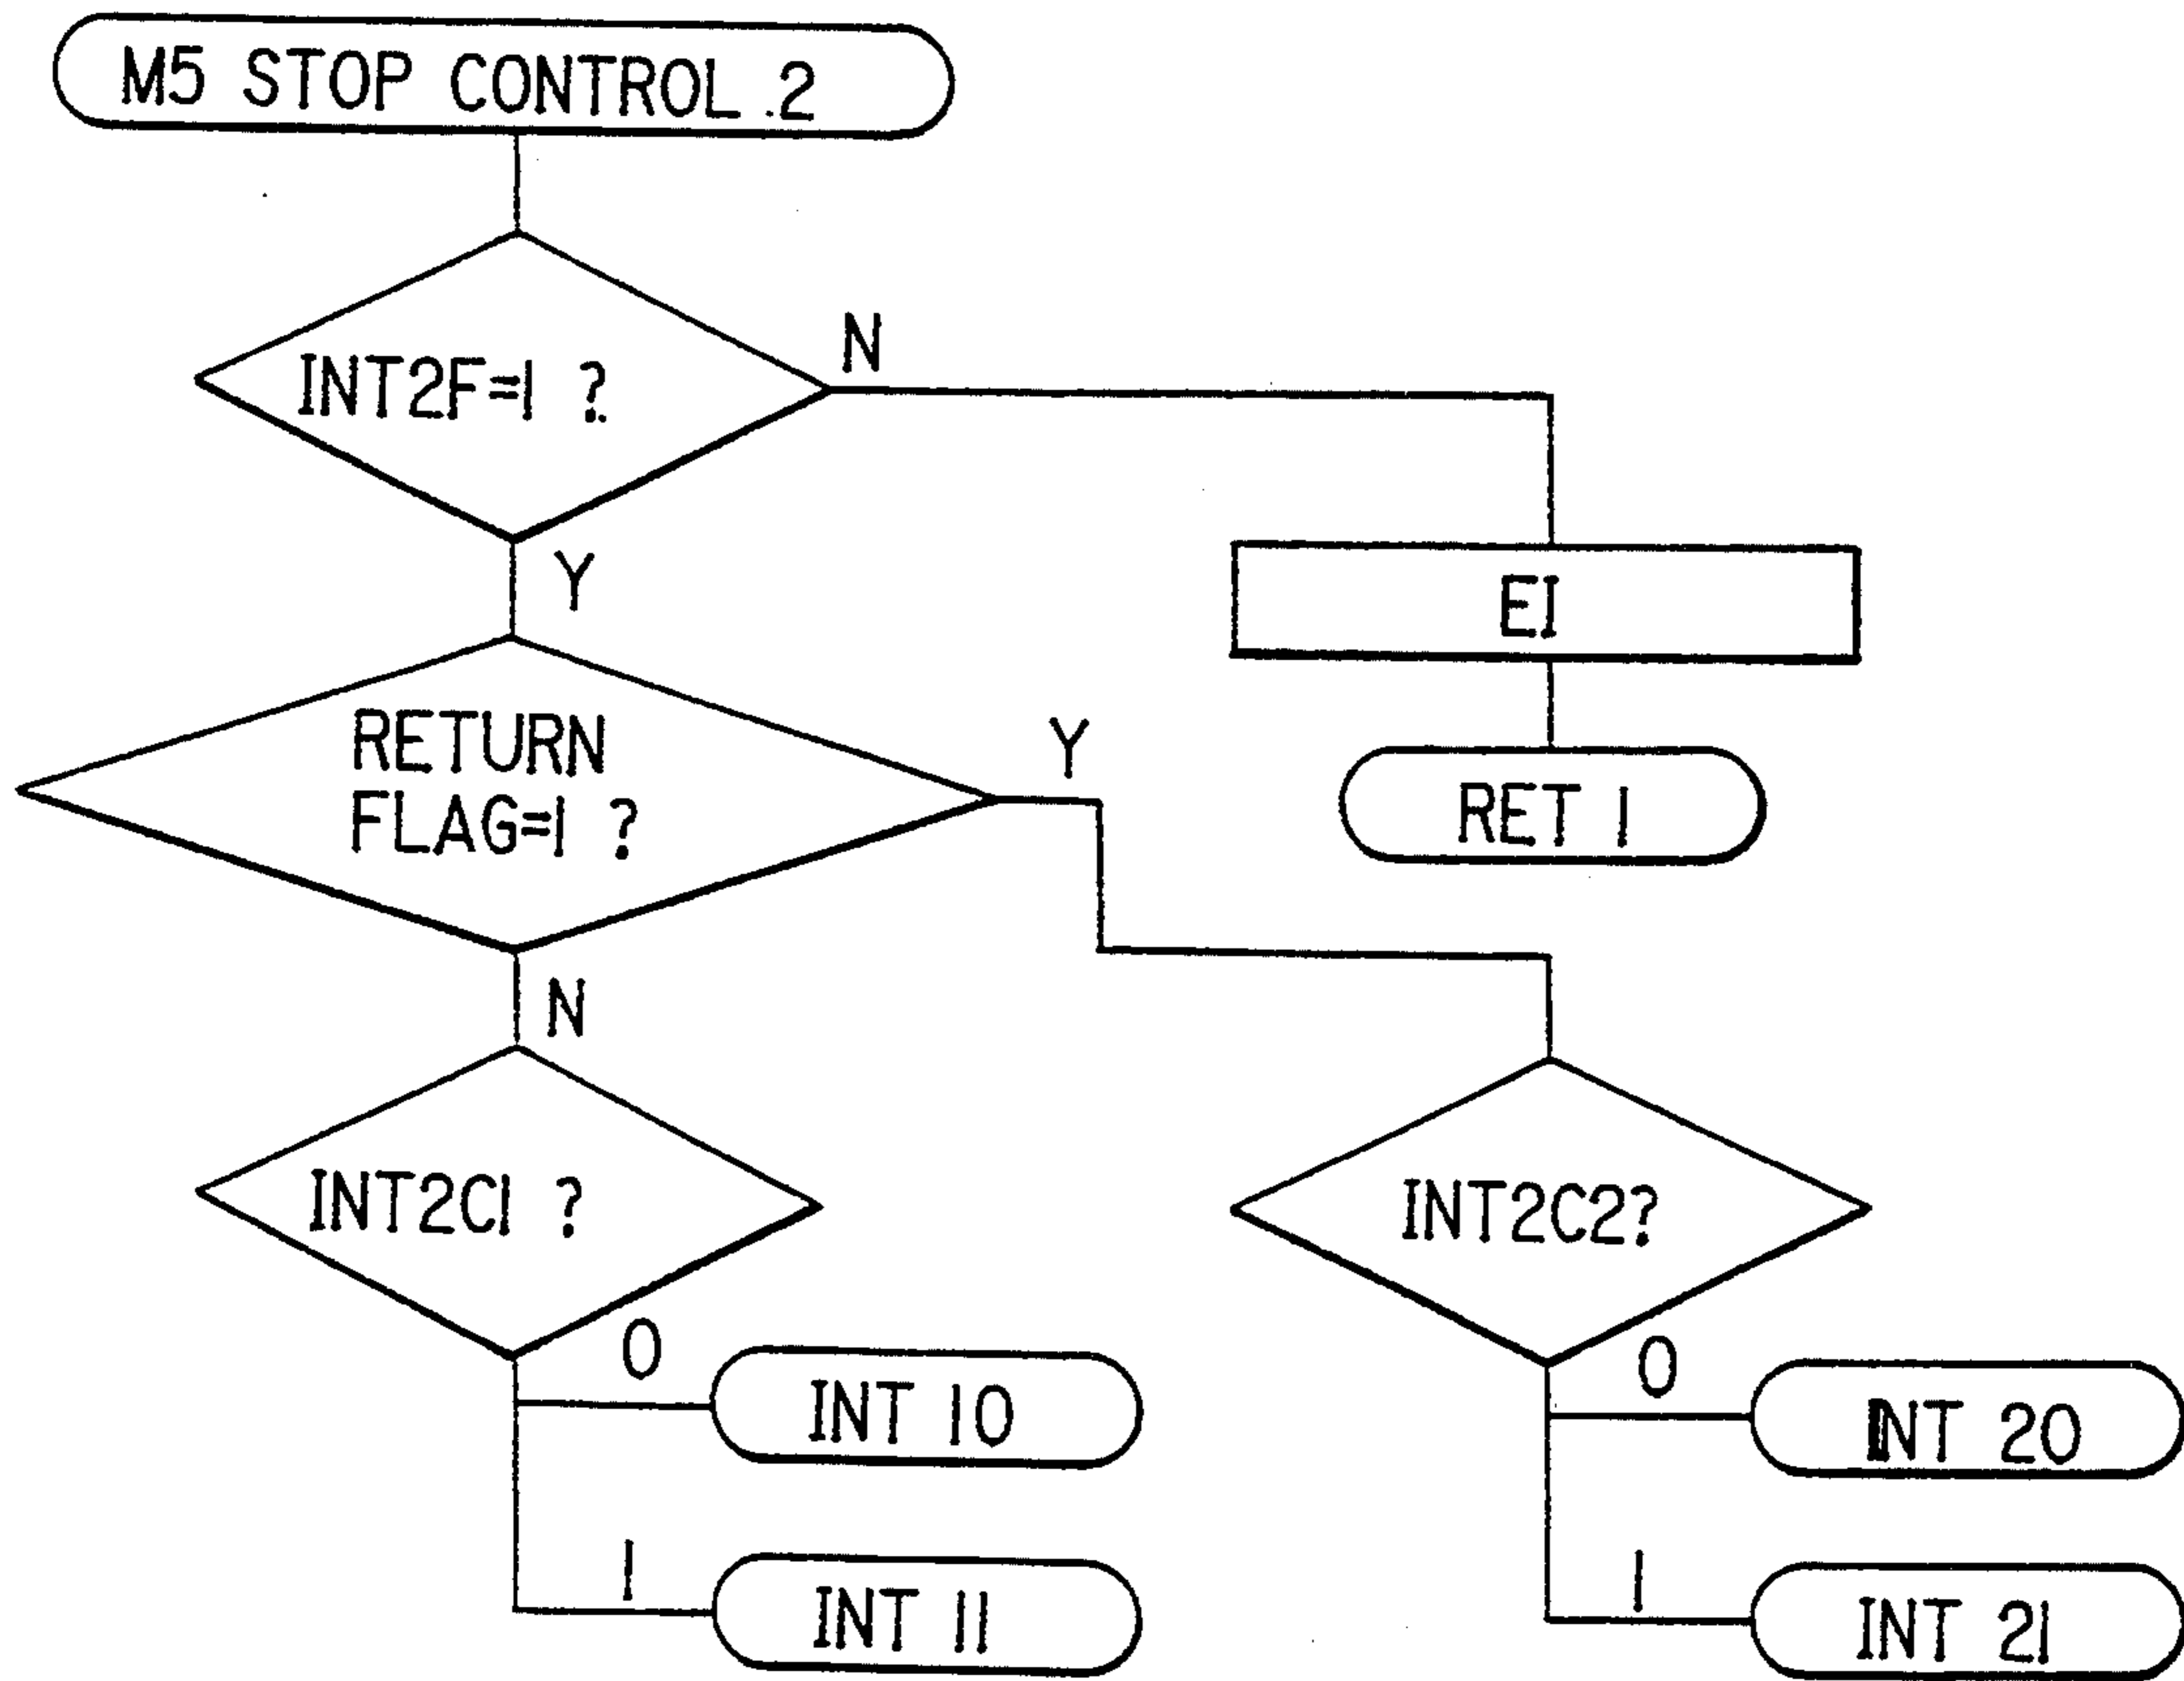 M5 STOP CONTROL .2
INT2F=1 ?
N
Y
EI
RETURN
FLAG=1 ?
Y
RET 1
N
INT2C1 ?
INT2C2?
0
INT 10
0
INT 20
1
INT 11
1
INT 21